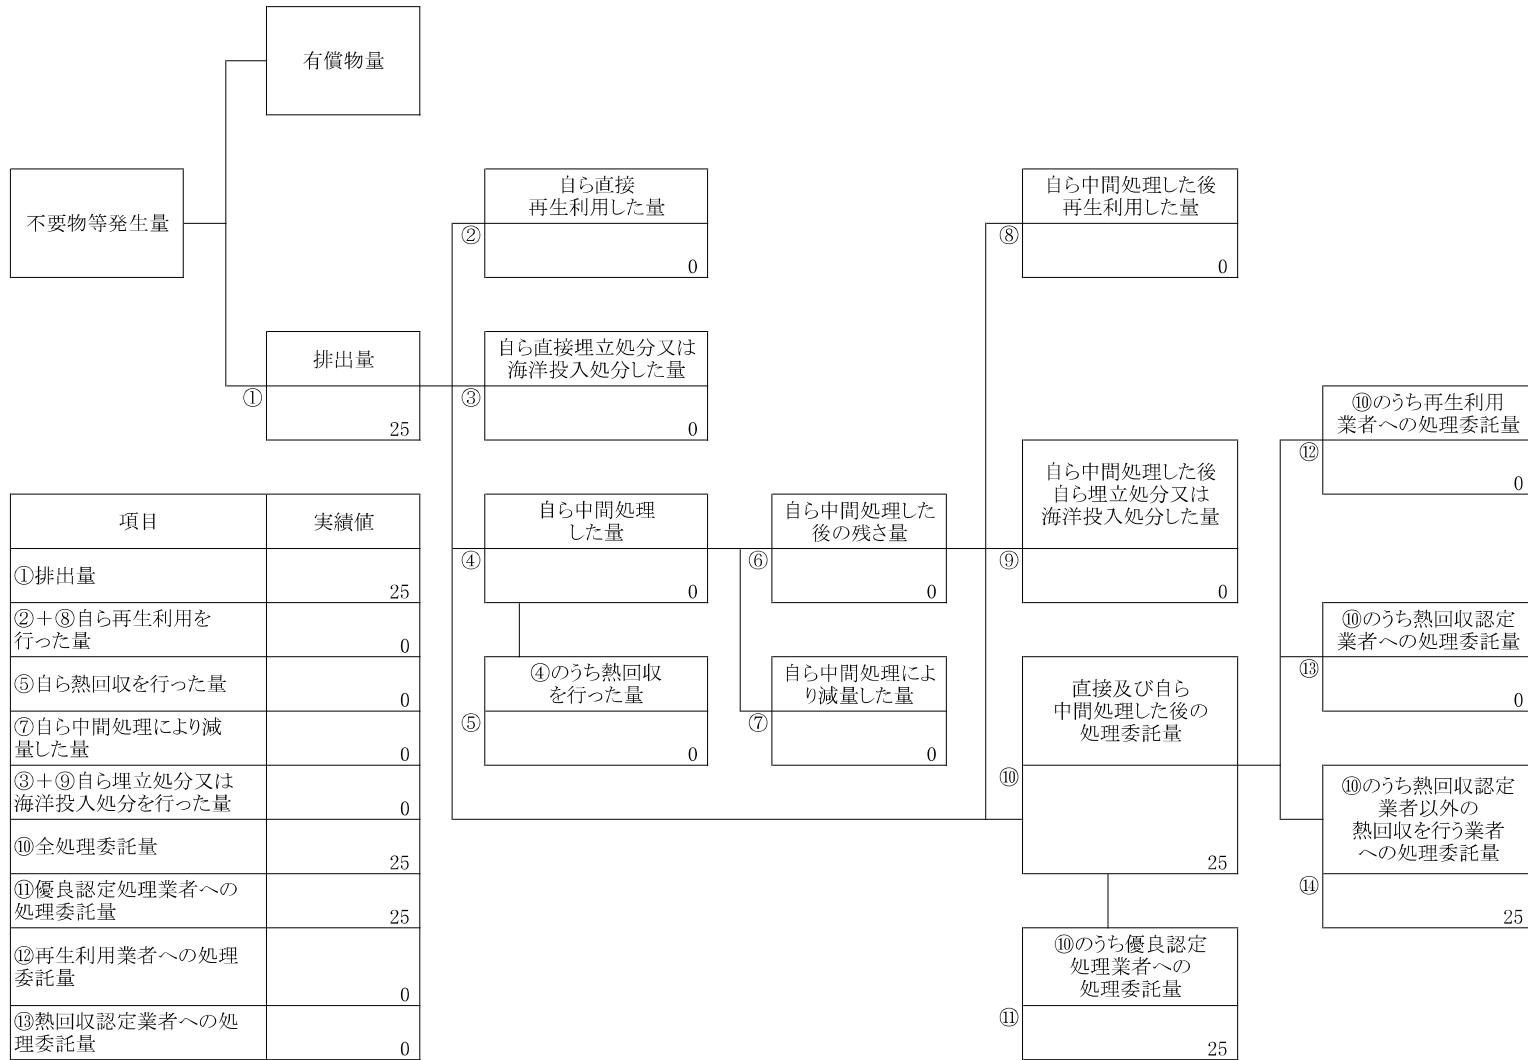 有償物量
不要物等発生量
排出量
①
25
自ら直接
再生利用した量
②
0
自ら直接埋立処分又は
海洋投入処分した量
③
0
自ら中間処理
した量
④
0
④のうち熱回収
を行った量
⑤
0
自ら中間処理した
後の残さ量
⑥
0
自ら中間処理によ
り減量した量
⑦
0
自ら中間処理した後
再生利用した量
⑧
0
自ら中間処理した後
自ら埋立処分又は
海洋投入処分した量
⑨
0
直接及び自ら
中間処理した後の
処理委託量
⑩
25
⑩のうち優良認定
処理業者への
処理委託量
⑪
25
⑩のうち再生利用
業者への処理委託量
⑫
0
⑩のうち熱回収認定
業者への処理委託量
⑬
0
⑩のうち熱回収認定
業者以外の
熱回収を行う業者
への処理委託量
⑭
25
項目 実績値
①排出量
25
②＋⑧自ら再生利用を
行った量
0
⑤自ら熱回収を行った量
0
⑦自ら中間処理により減
量した量
0
③＋⑨自ら埋立処分又は
海洋投入処分を行った量
0
⑩全処理委託量
25
⑪優良認定処理業者への
処理委託量
25
⑫再生利用業者への処理
委託量
0
⑬熱回収認定業者への処
理委託量
0